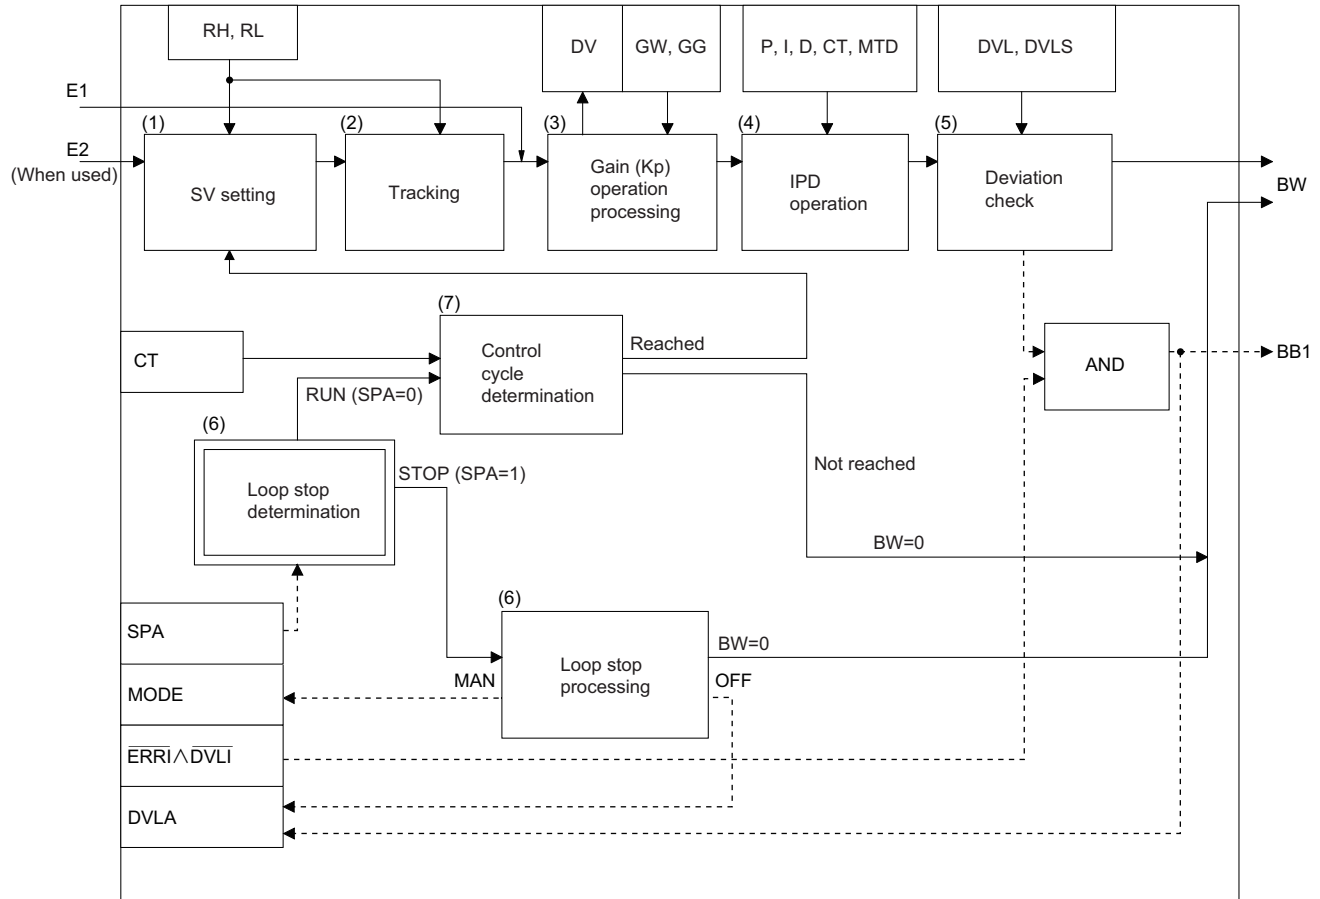 RH, RL
DV
GW, GG
P, I, D, CT, MTD
DVL, DVLS
E1
(1)
(2)
(3)
(4)
(5)
E2
(When used)
SV setting
Tracking
Gain (Kp)
operation
processing
IPD
operation
Deviation
check
BW
(7)
CT
Control
cycle
determination
Reached
AND
BB1
RUN (SPA=0)
(6)
Loop stop
determination
STOP (SPA=1)
Not reached
BW=0
(6)
SPA
Loop stop
processing
BW=0
MAN
OFF
MODE
E̅R̅R̅I̅∧D̅V̅L̅I̅
DVLA